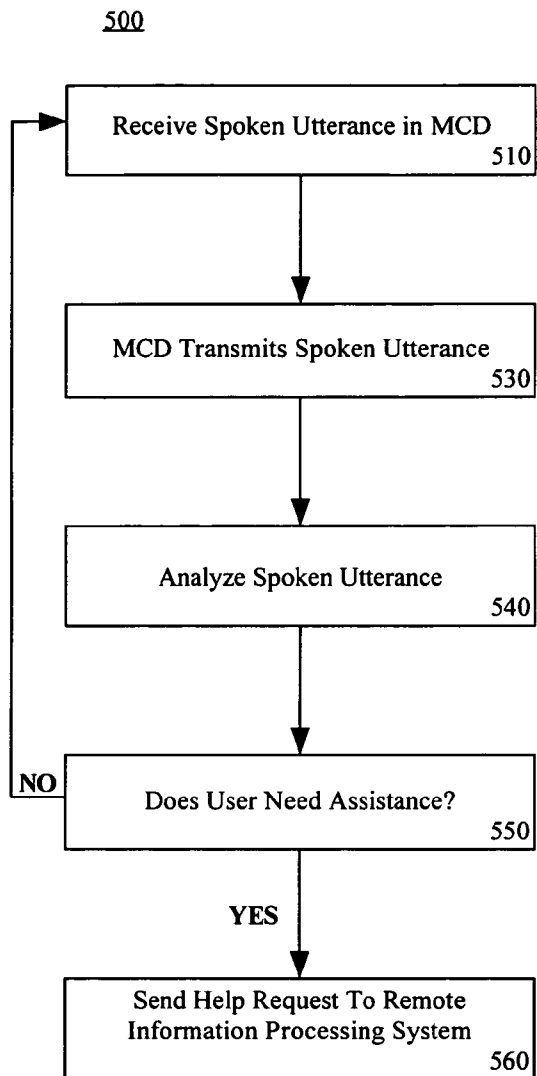 500
Receive Spoken Utterance in MCD
510
MCD Transmits Spoken Utterance
530
Analyze Spoken Utterance
540
NO
Does User Need Assistance?
550
YES
Send Help Request To Remote
Information Processing System
560